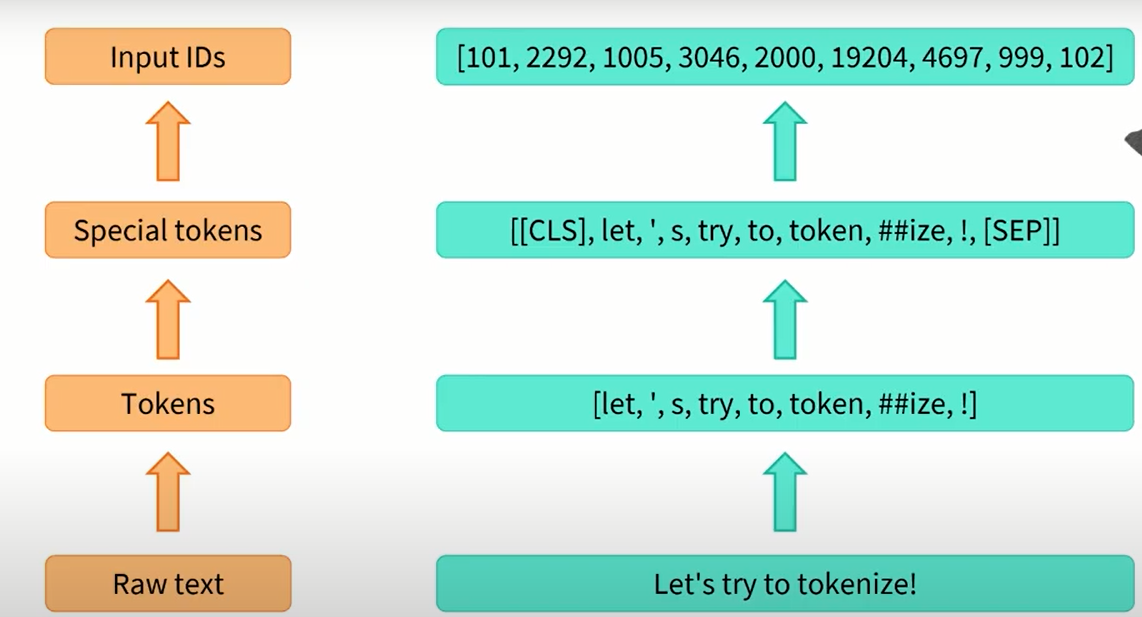 Input IDs
[101, 2292, 1005, 3046, 2000, 19204, 4697, 999, 102]
Special tokens
[[CLS], let, ', s, try, to, token, ##ize, !, [SEP]]
Tokens
[let, ', s, try, to, token, ##ize, !]
Raw text
Let's try to tokenize!